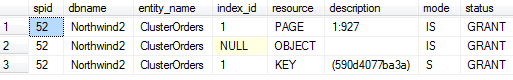 spid dbname entity_name index_id resource description mode status
1 52 Northwind2 ClusterOrders 1 PAGE 1:927 IS GRANT
2 52 Northwind2 ClusterOrders NULL OBJECT IS GRANT
3 52 Northwind2 ClusterOrders 1 KEY (590d4077ba3a) S GRANT